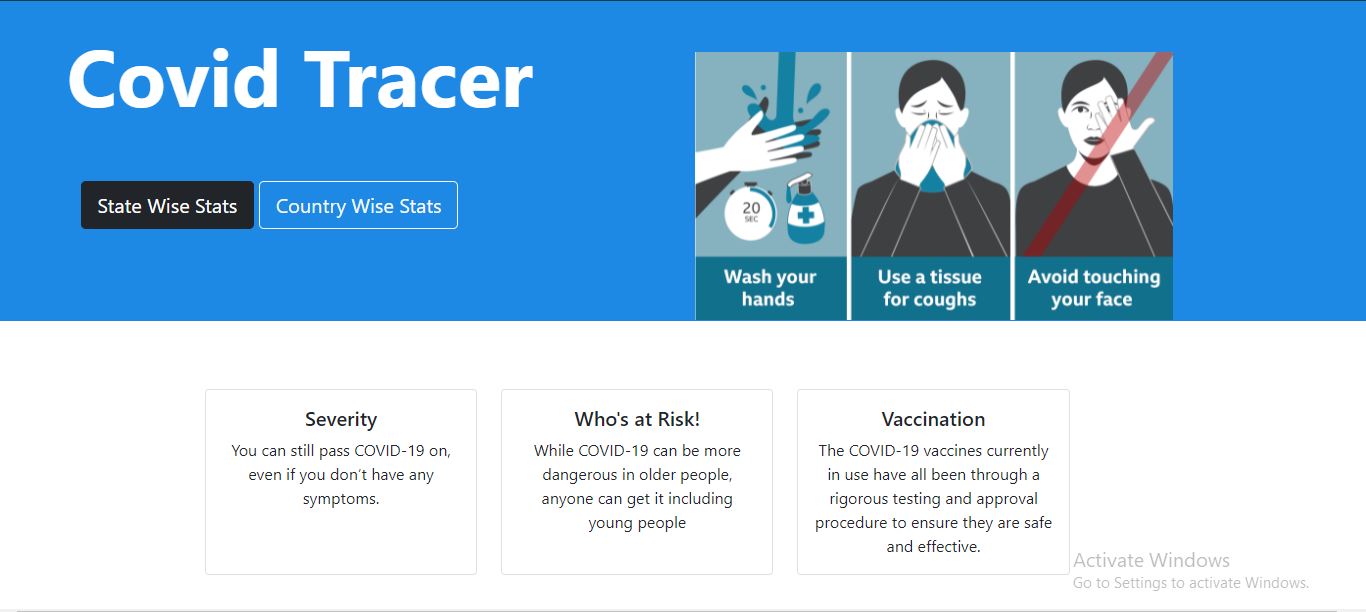 Covid Tracer
State Wise Stats
Country Wise Stats
20
SEC
Wash your
hands
Use a tissue
for coughs
Avoid touching
your face
Severity
You can still pass COVID-19 on,
even if you don't have any
symptoms.
Who's at Risk!
While COVID-19 can be more
dangerous in older people,
anyone can get it including
young people
Vaccination
The COVID-19 vaccines currently
in use have all been through a
rigorous testing and approval
procedure to ensure they are safe
and effective.
Activate Windows
Go to Settings to activate Windows.